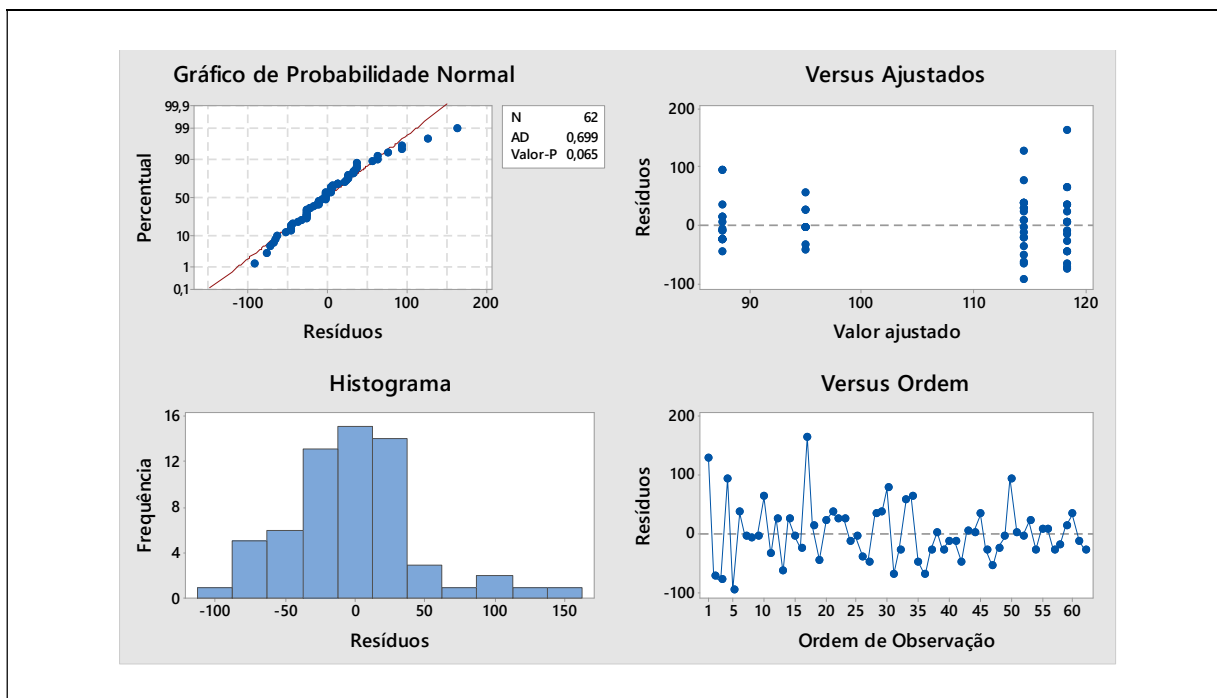 Gráfico de Probabilidade Normal
99,9
99
90
50
10
1
0,1
Percentual
-100 0 100 200
Resíduos
N 62
AD 0,699
Valor-P 0,065
Versus Ajustados
200
100
0
-100
Resíduos
90 100 110 120
Valor ajustado
Histograma
16
12
8
4
0
Frequência
-100 -50 0 50 100 150
Resíduos
Versus Ordem
200
100
0
-100
Resíduos
1 5 10 15 20 25 30 35 40 45 50 55 60
Ordem de Observação